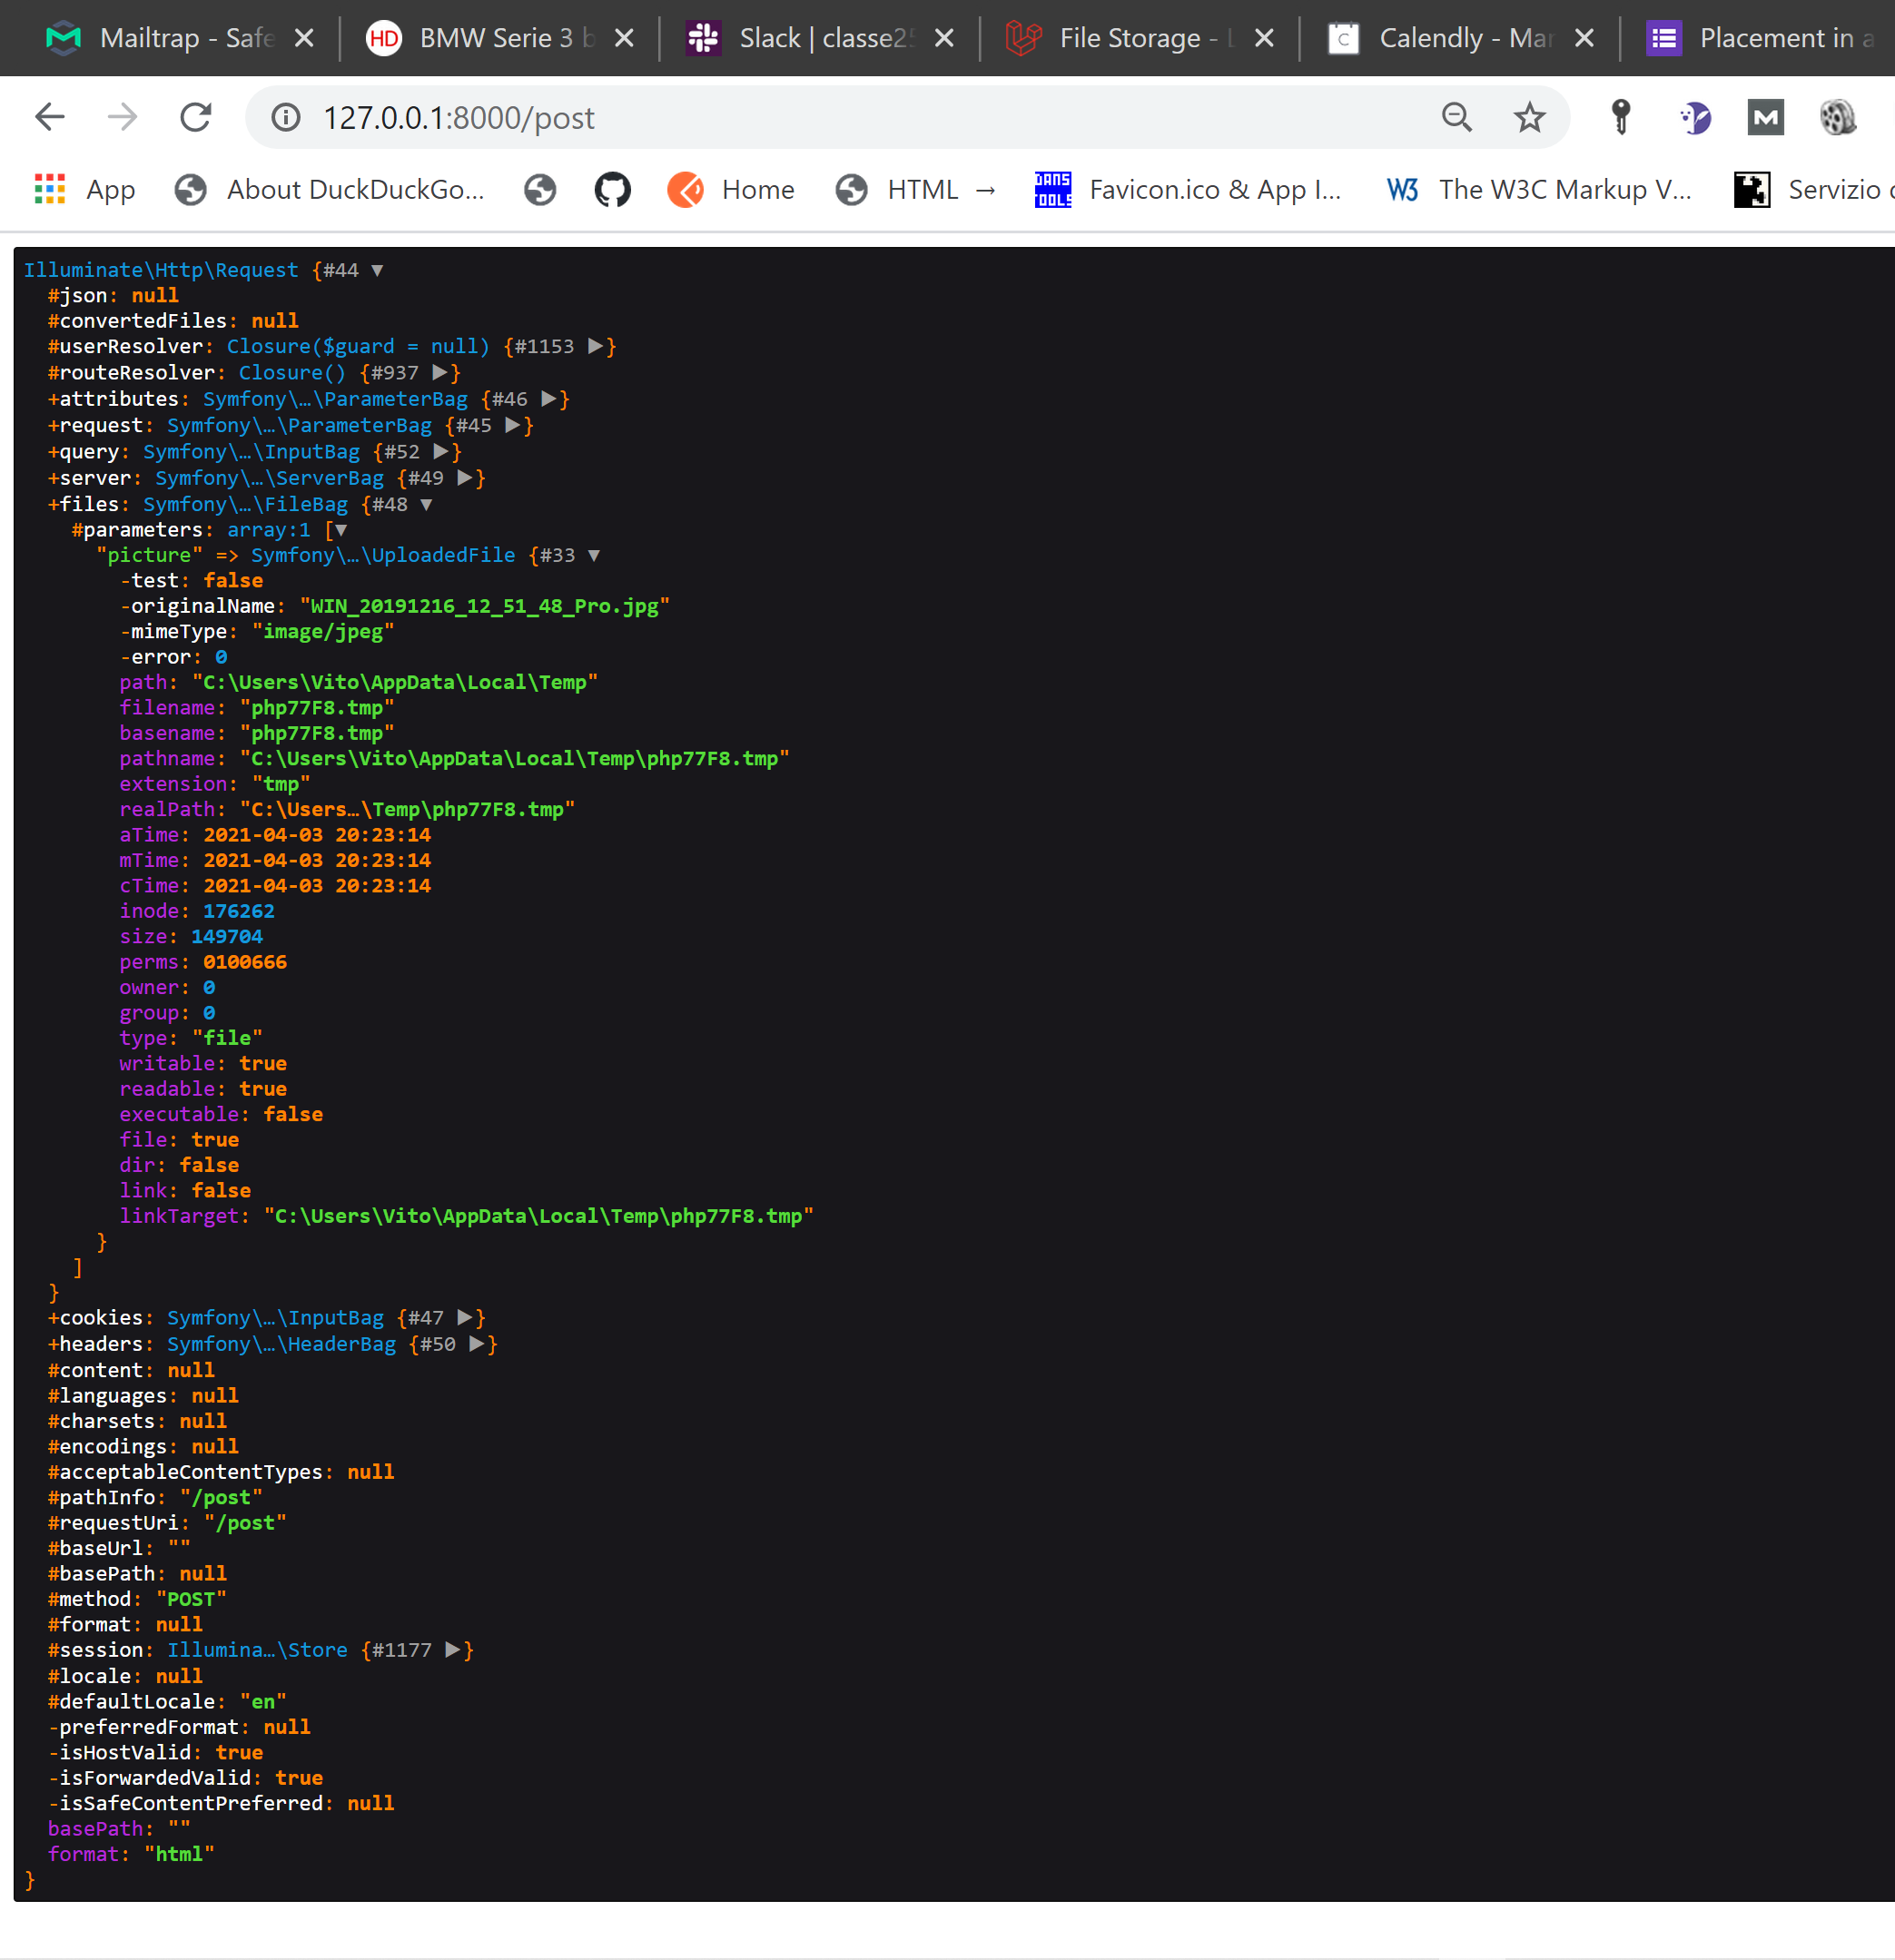 Mailtrap - Safe
HD BMW Serie 3 b
Slack | classe25
File Storage - L
C Calendly - Mar
Placement in a
127.0.0.1:8000/post
M
App
About DuckDuckGo...
Home
HTML →
DANS TOOLS Favicon.ico & App I...
W3 The W3C Markup V...
Servizio c
Illuminate\Http\Request {#44 ▼
#json: null
#convertedFiles: null
#userResolver: Closure($guard = null) {#1153 ▶}
#routeResolver: Closure() {#937 ▶}
+attributes: Symfony\…\ParameterBag {#46 ▶}
+request: Symfony\…\ParameterBag {#45 ▶}
+query: Symfony\…\InputBag {#52 ▶}
+server: Symfony\…\ServerBag {#49 ▶}
+files: Symfony\…\FileBag {#48 ▼
#parameters: array:1 [▼
"picture" => Symfony\…\UploadedFile {#33 ▼
-test: false
-originalName: "WIN_20191216_12_51_48_Pro.jpg"
-mimeType: "image/jpeg"
-error: 0
path: "C:\Users\Vito\AppData\Local\Temp"
filename: "php77F8.tmp"
basename: "php77F8.tmp"
pathname: "C:\Users\Vito\AppData\Local\Temp\php77F8.tmp"
extension: "tmp"
realPath: "C:\Users…\Temp\php77F8.tmp"
aTime: 2021-04-03 20:23:14
mTime: 2021-04-03 20:23:14
cTime: 2021-04-03 20:23:14
inode: 176262
size: 149704
perms: 0100666
owner: 0
group: 0
type: "file"
writable: true
readable: true
executable: false
file: true
dir: false
link: false
linkTarget: "C:\Users\Vito\AppData\Local\Temp\php77F8.tmp"
}
]
}
+cookies: Symfony\…\InputBag {#47 ▶}
+headers: Symfony\…\HeaderBag {#50 ▶}
#content: null
#languages: null
#charsets: null
#encodings: null
#acceptableContentTypes: null
#pathInfo: "/post"
#requestUri: "/post"
#baseUrl: ""
#basePath: null
#method: "POST"
#format: null
#session: Illumina…\Store {#1177 ▶}
#locale: null
#defaultLocale: "en"
-preferredFormat: null
-isHostValid: true
-isForwardedValid: true
-isSafeContentPreferred: null
basePath: ""
format: "html"
}